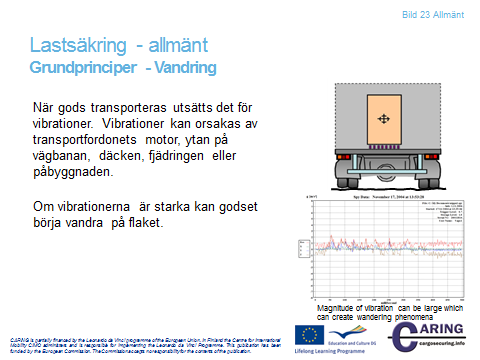 Bild 23 Allmänt
Lastsäkring - allmänt
Grundprinciper - Vandring
När gods transporteras utsätts det för
vibrationer. Vibrationer kan orsakas av
transportfordonets motor, ytan på
vägbanan, däcken, fjädringen eller
påbyggnaden.
Om vibrationerna är starka kan godset
börja vandra på flaket.
Magnitude of vibration can be large which
can create wandering phenomena
CARING is partially financed by the Leonardo da Vinci programme of the European Union. In Finland the Centre for International
Mobility CIMO administers and is responsible for implementing the Leonardo da Vinci Programme. This publication has been
funded by the European Commission. The Commission accepts no responsibility for the contents of the publication.
Education and Culture DG
Lifelong Learning Programme
CARING
cargosecuring.info